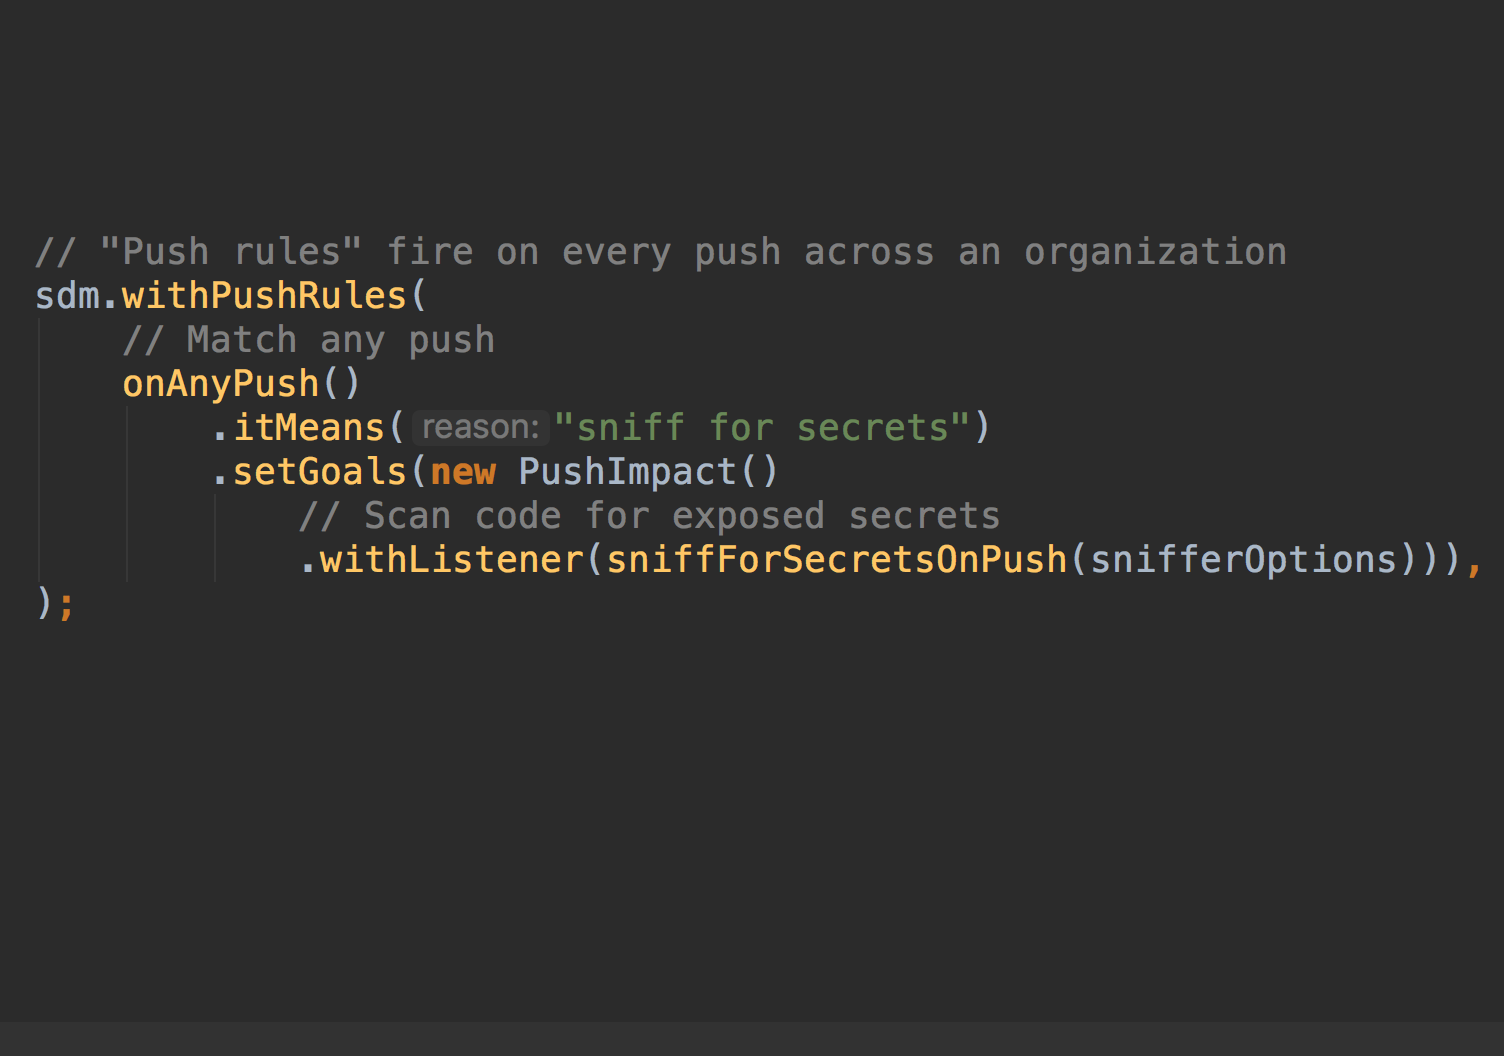 // "Push rules" fire on every push across an organization
sdm.withPushRules(
// Match any push
onAnyPush()
.itMeans( reason: "sniff for secrets")
.setGoals(new PushImpact()
// Scan code for exposed secrets
.withListener(sniffForSecretsOnPush(snifferOptions))),
);